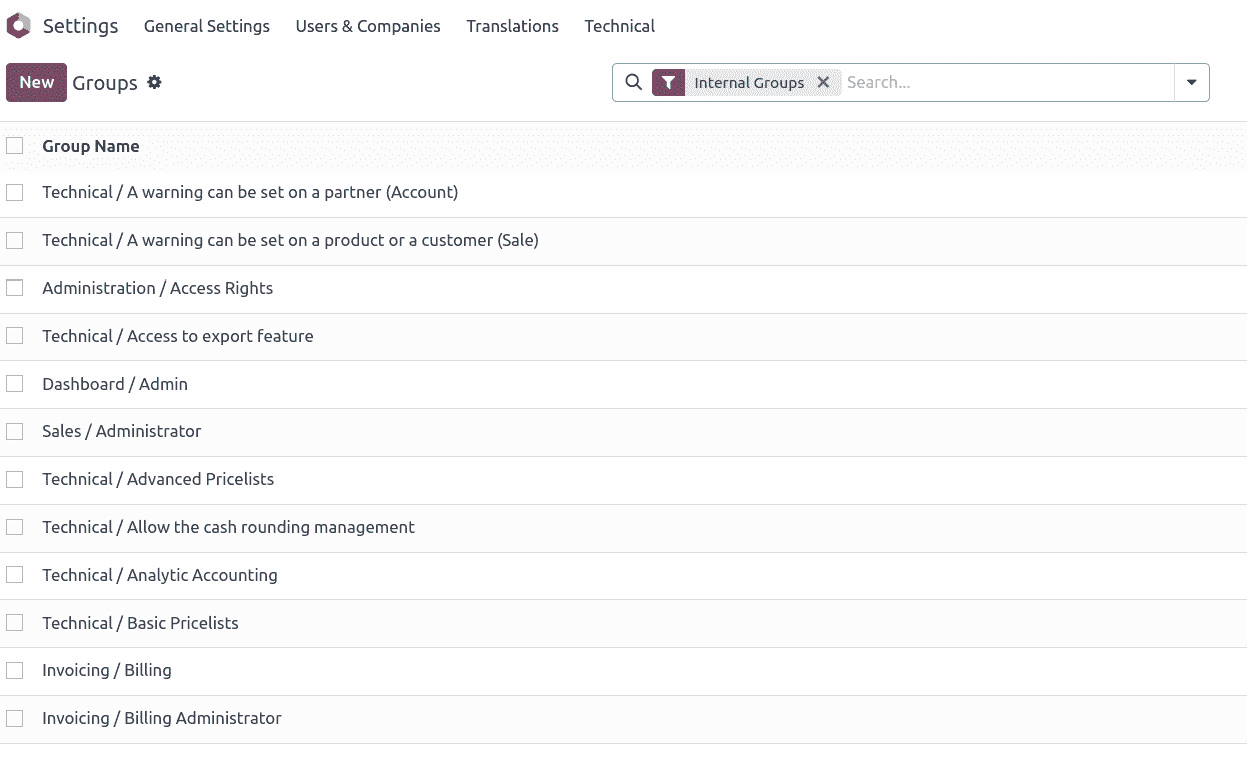 Settings General Settings Users & Companies Translations Technical
New Groups Internal Groups Search...
Group Name
Technical / A warning can be set on a partner (Account)
Technical / A warning can be set on a product or a customer (Sale)
Administration / Access Rights
Technical / Access to export feature
Dashboard / Admin
Sales / Administrator
Technical / Advanced Pricelists
Technical / Allow the cash rounding management
Technical / Analytic Accounting
Technical / Basic Pricelists
Invoicing / Billing
Invoicing / Billing Administrator